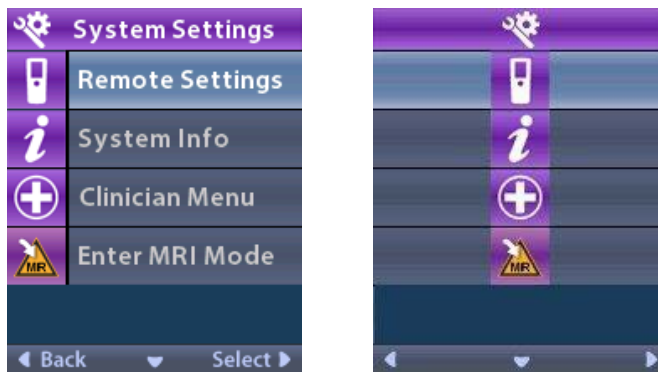 System Settings
Remote Settings
i System Info
Clinician Menu
MR Enter MRI Mode
Back Select
i
MR